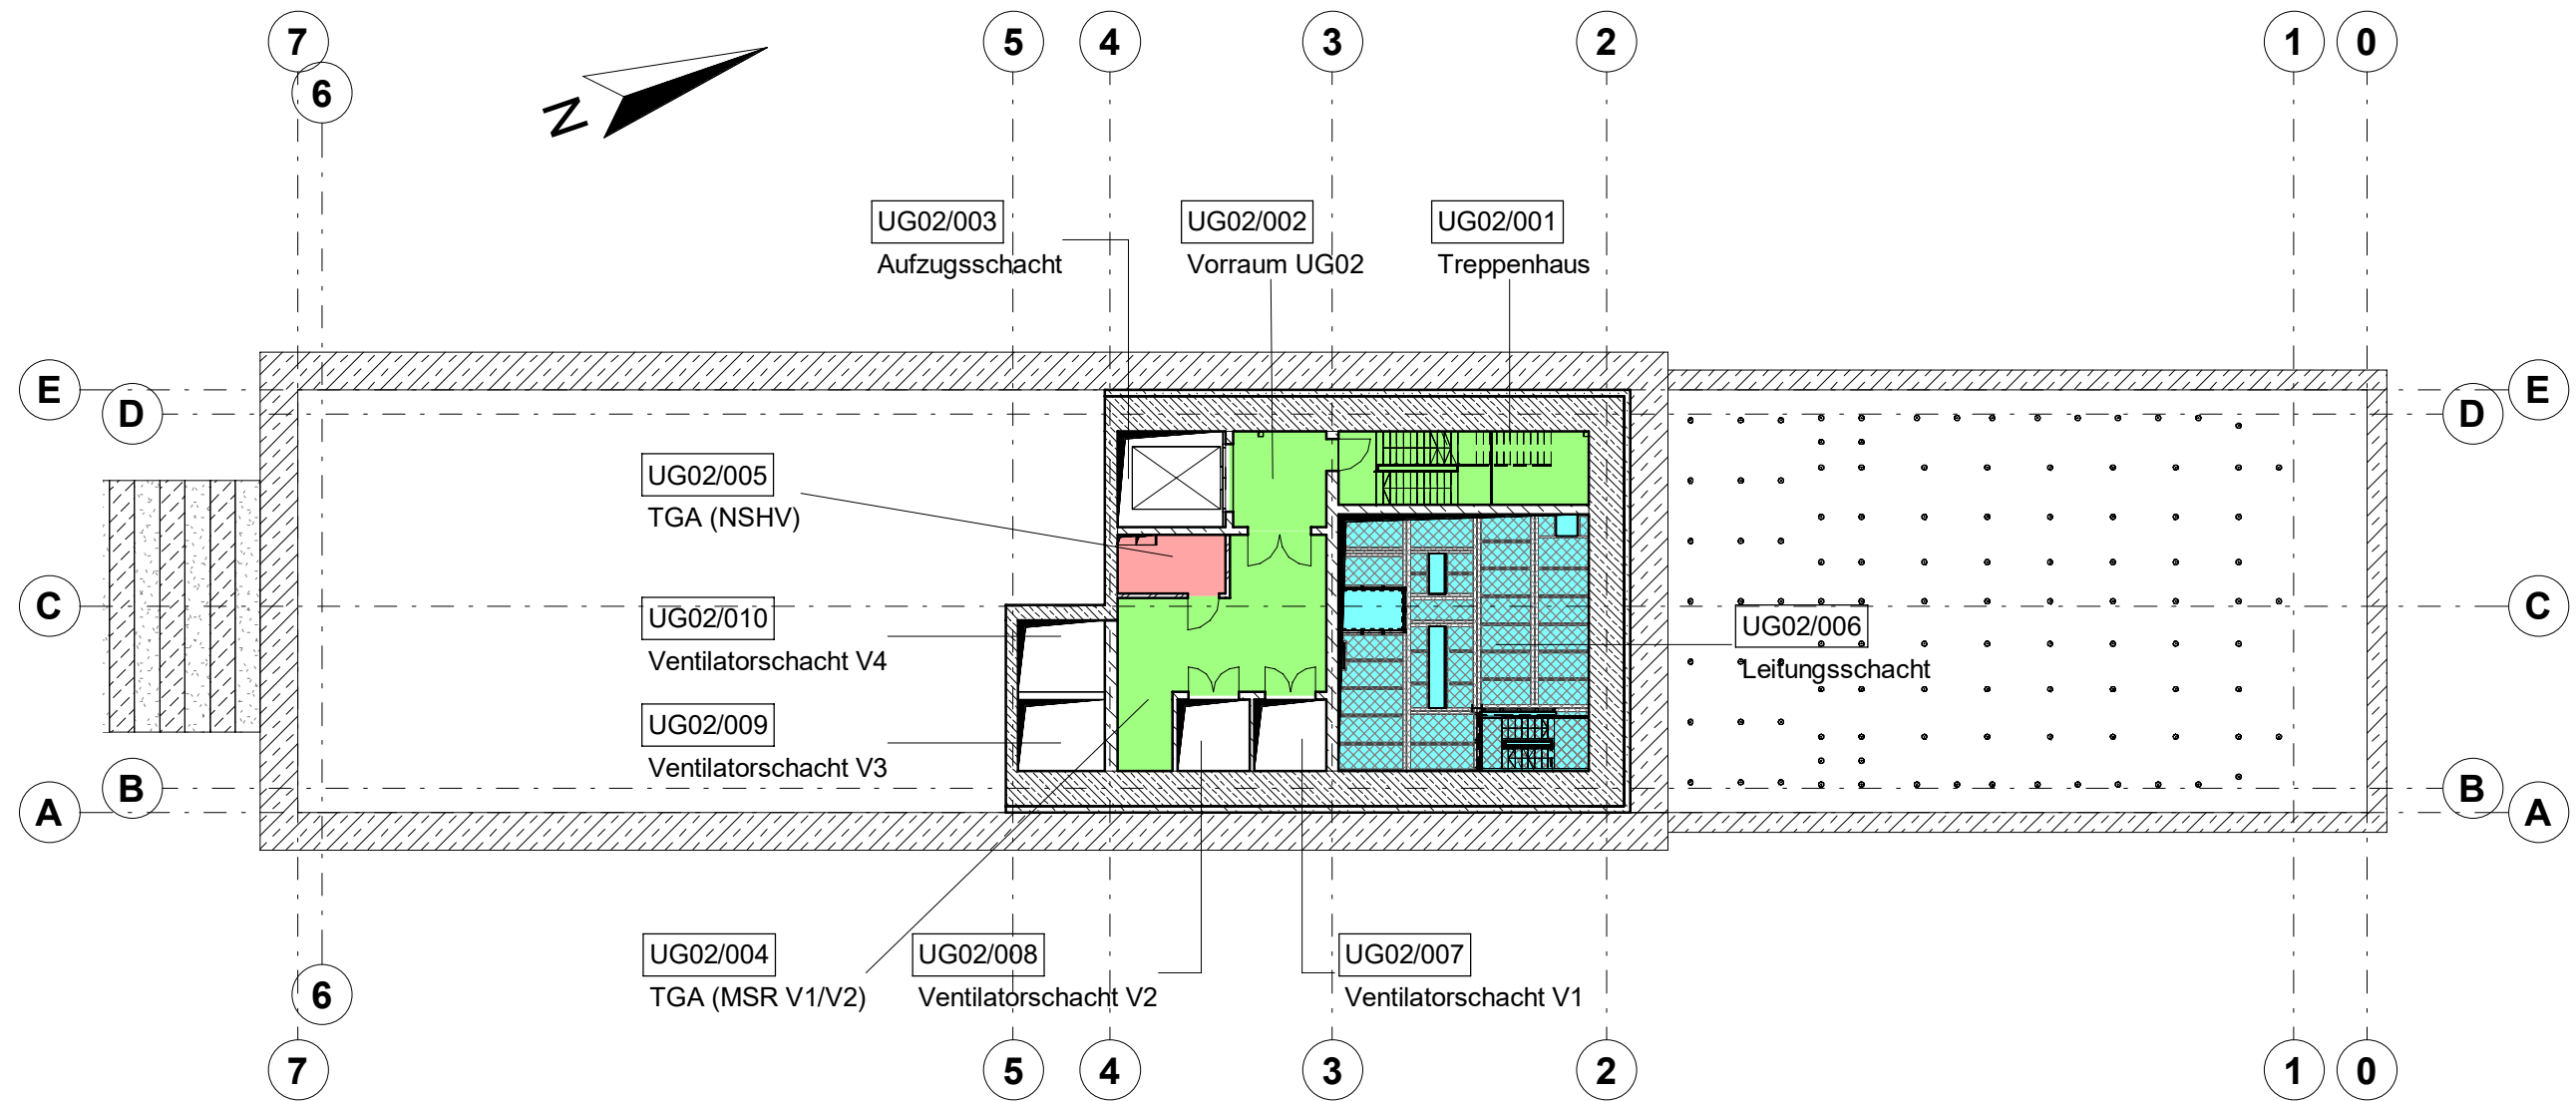 7
5
4
3
2
1
0
6
N
UG02/003
Aufzugsschacht
UG02/002
Vorraum UG02
UG02/001
Treppenhaus
E
E
D
D
UG02/005
TGA (NSHV)
C
C
UG02/010
Ventilatorschacht V4
UG02/006
Leitungsschacht
UG02/009
Ventilatorschacht V3
B
B
A
A
UG02/004
TGA (MSR V1/V2)
UG02/008
Ventilatorschacht V2
UG02/007
Ventilatorschacht V1
6
7
5
4
3
2
1
0